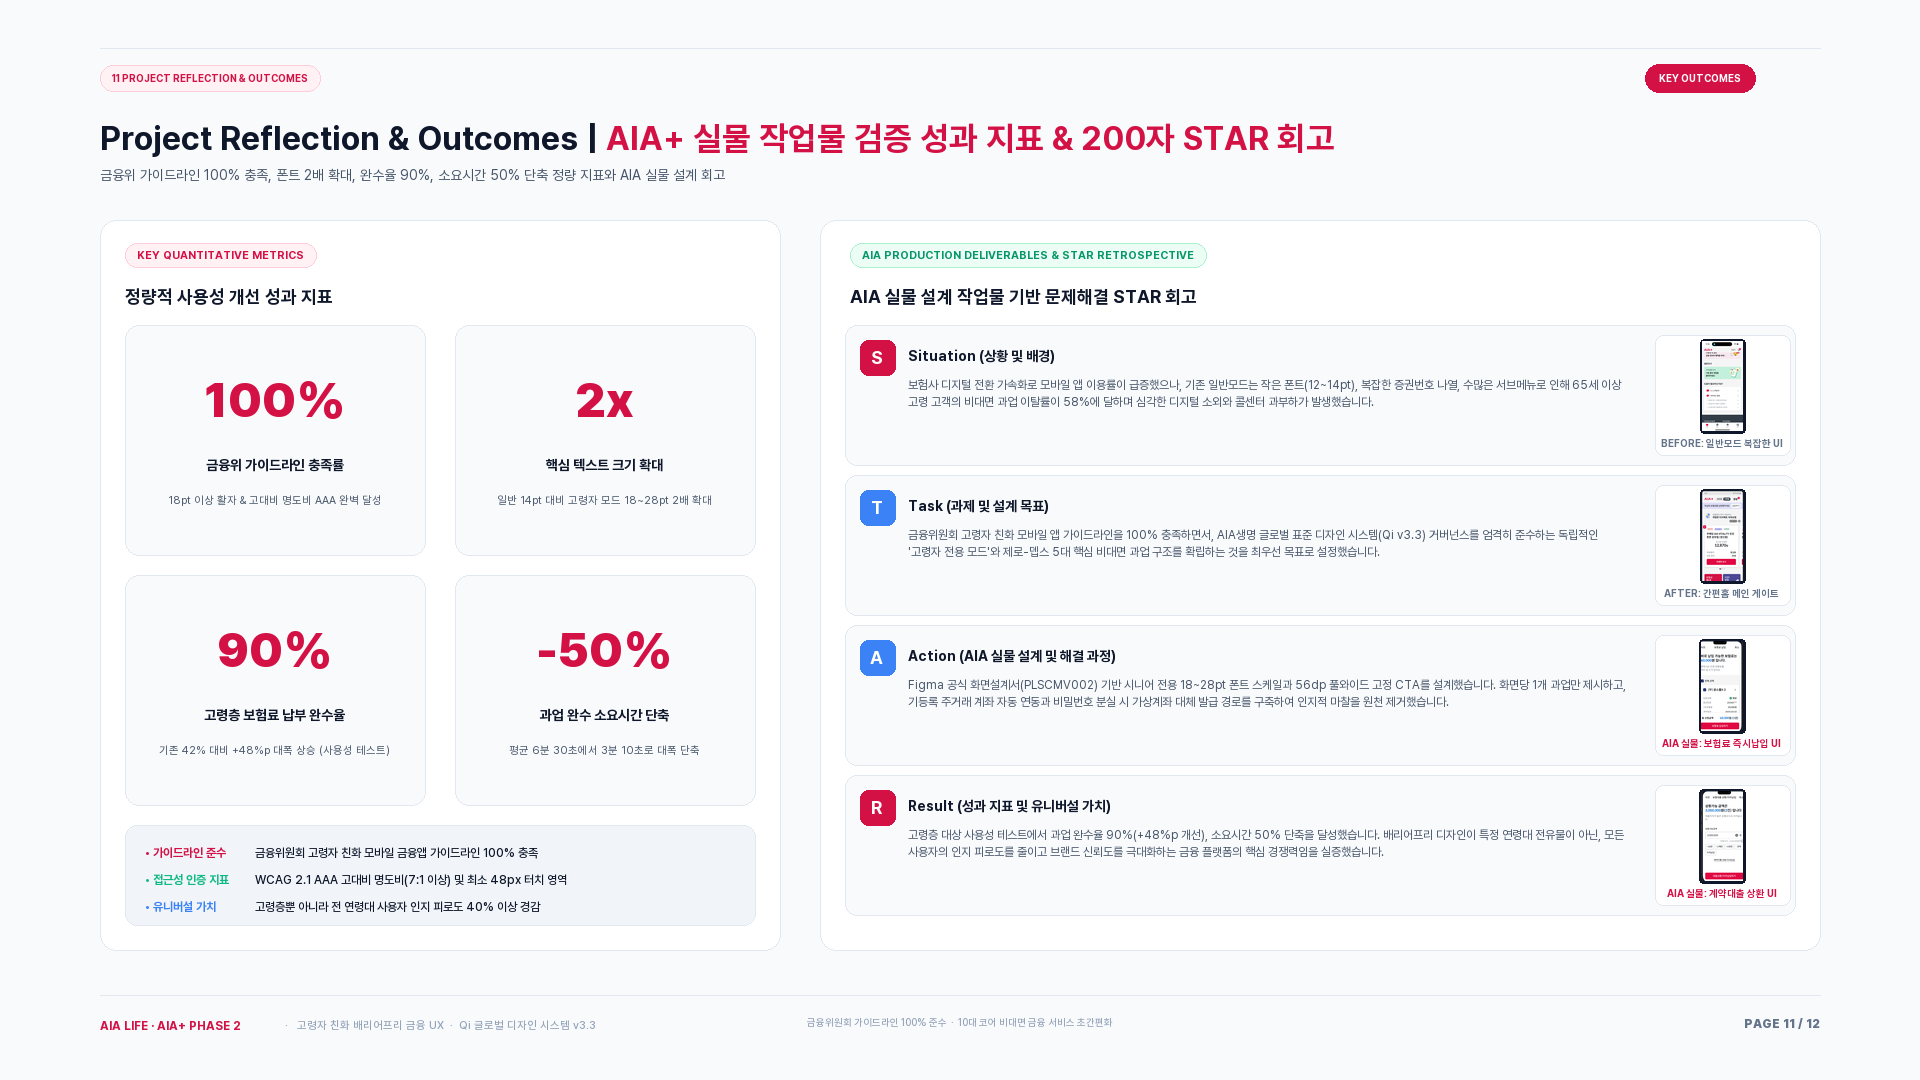 11 PROJECT REFLECTION & OUTCOMES
KEY OUTCOMES
Project Reflection & Outcomes | AIA+ 실물 작업물 검증 성과 지표 & 200자 STAR 회고
금융위 가이드라인 100% 충족, 폰트 2배 확대, 완수율 90%, 소요시간 50% 단축 정량 지표와 AIA 실물 설계 회고
KEY QUANTITATIVE METRICS
정량적 사용성 개선 성과 지표
100%
금융위 가이드라인 충족률
18pt 이상 활자 & 고대비 명도비 AAA 완벽 달성
2x
핵심 텍스트 크기 확대
일반 14pt 대비 고령자 모드 18~28pt 2배 확대
90%
고령층 보험료 납부 완수율
기존 42% 대비 +48%p 대폭 상승 (사용성 테스트)
-50%
과업 완수 소요시간 단축
평균 6분 30초에서 3분 10초로 대폭 단축
• 가이드라인 준수 금융위원회 고령자 친화 모바일 금융앱 가이드라인 100% 충족
• 접근성 인증 지표 WCAG 2.1 AAA 고대비 명도비(7:1 이상) 및 최소 48px 터치 영역
• 유니버설 가치 고령층뿐 아니라 전 연령대 사용자 인지 피로도 40% 이상 경감
AIA PRODUCTION DELIVERABLES & STAR RETROSPECTIVE
AIA 실물 설계 작업물 기반 문제해결 STAR 회고
S
Situation (상황 및 배경)
보험사 디지털 전환 가속화로 모바일 앱 이용률이 급증했으나, 기존 일반모드는 작은 폰트(12~14pt), 복잡한 증권번호 나열, 수많은 서브메뉴로 인해 65세 이상
고령 고객의 비대면 과업 이탈률이 58%에 달하며 심각한 디지털 소외와 콜센터 과부하가 발생했습니다.
BEFORE: 일반모드 복잡한 UI
T
Task (과제 및 설계 목표)
금융위원회 고령자 친화 모바일 앱 가이드라인을 100% 충족하면서, AIA생명 글로벌 표준 디자인 시스템(Qi v3.3) 거버넌스를 엄격히 준수하는 독립적인
'고령자 전용 모드'와 제로-뎁스 5대 핵심 비대면 과업 구조를 확립하는 것을 최우선 목표로 설정했습니다.
AFTER: 간편홈 메인 게이트
A
Action (AIA 실물 설계 및 해결 과정)
Figma 공식 화면설계서(PLSCMV002) 기반 시니어 전용 18~28pt 폰트 스케일과 56dp 풀와이드 고정 CTA를 설계했습니다. 화면당 1개 과업만 제시하고,
기등록 주거래 계좌 자동 연동과 비밀번호 분실 시 가상계좌 대체 발급 경로를 구축하여 인지적 마찰을 원천 제거했습니다.
AIA 실물: 보험료 즉시납입 UI
R
Result (성과 지표 및 유니버설 가치)
고령층 대상 사용성 테스트에서 과업 완수율 90%(+48%p 개선), 소요시간 50% 단축을 달성했습니다. 배리어프리 디자인이 특정 연령대 전유물이 아닌, 모든
사용자의 인지 피로도를 줄이고 브랜드 신뢰도를 극대화하는 금융 플랫폼의 핵심 경쟁력임을 실증했습니다.
AIA 실물: 계약대출 상환 UI
AIA LIFE · AIA+ PHASE 2 · 고령자 친화 배리어프리 금융 UX · Qi 글로벌 디자인 시스템 v3.3
금융위원회 가이드라인 100% 준수 · 10대 코어 비대면 금융 서비스 초간편화
PAGE 11 / 12